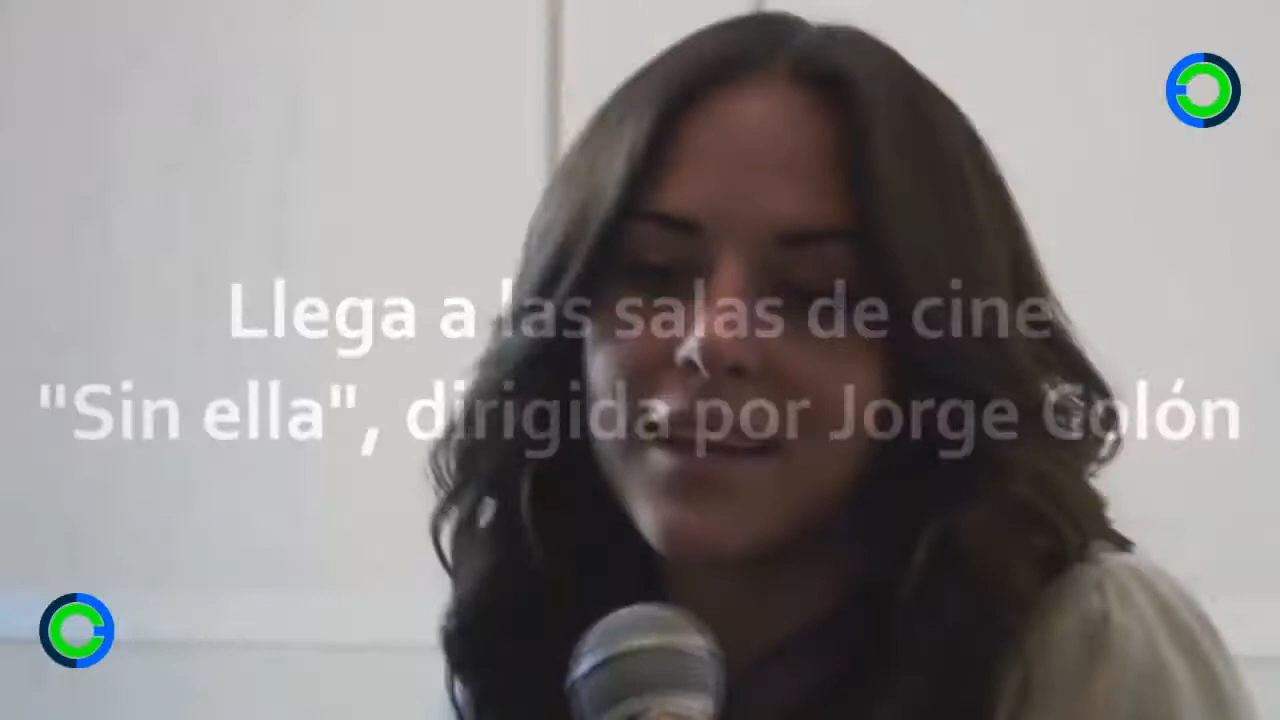 Llega a las salas de cine
"Sin ella", dirigida por Jorge Colón